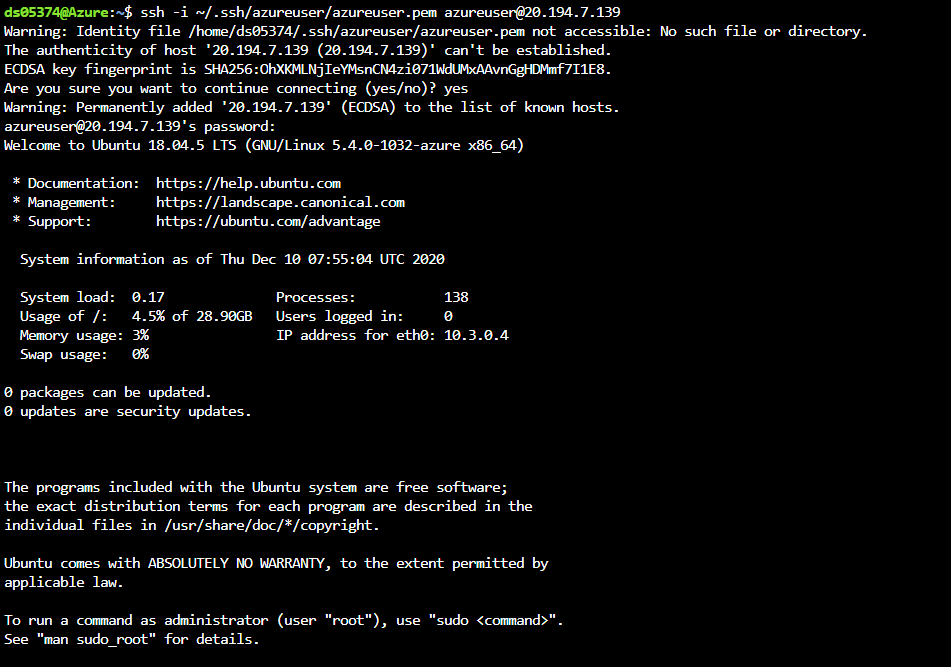 ds05374@Azure:~$ ssh -i ~/.ssh/azureuser/azureuser.pem azureuser@20.194.7.139
Warning: Identity file /home/ds05374/.ssh/azureuser/azureuser.pem not accessible: No such file or directory.
The authenticity of host '20.194.7.139 (20.194.7.139)' can't be established.
ECDSA key fingerprint is SHA256:OhXKMLNjIeYMsnCN4zi071WdUMxAAvnGgHDMmf7I1E8.
Are you sure you want to continue connecting (yes/no)? yes
Warning: Permanently added '20.194.7.139' (ECDSA) to the list of known hosts.
azureuser@20.194.7.139's password:
Welcome to Ubuntu 18.04.5 LTS (GNU/Linux 5.4.0-1032-azure x86_64)
* Documentation:  https://help.ubuntu.com
* Management:     https://landscape.canonical.com
* Support:        https://ubuntu.com/advantage
System information as of Thu Dec 10 07:55:04 UTC 2020
System load:  0.17               Processes:           138
Usage of /:   4.5% of 28.90GB   Users logged in:     0
Memory usage: 3%                IP address for eth0: 10.3.0.4
Swap usage:   0%
0 packages can be updated.
0 updates are security updates.
The programs included with the Ubuntu system are free software;
the exact distribution terms for each program are described in the
individual files in /usr/share/doc/*/copyright.
Ubuntu comes with ABSOLUTELY NO WARRANTY, to the extent permitted by
applicable law.
To run a command as administrator (user "root"), use "sudo <command>".
See "man sudo_root" for details.